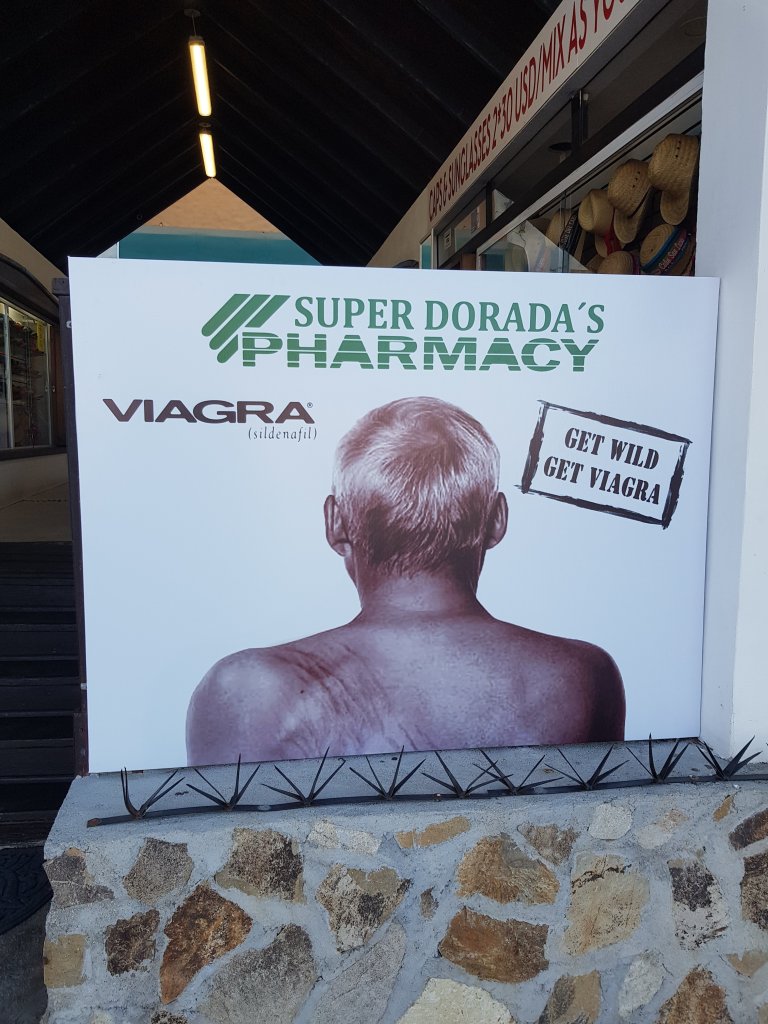 CAPS & SUNGLASSES 2*30 USD/MIX AS YOU
SUPER DORADA´S
PHARMACY
VIAGRA®
(sildenafil)
GET WILD
GET VIAGRA